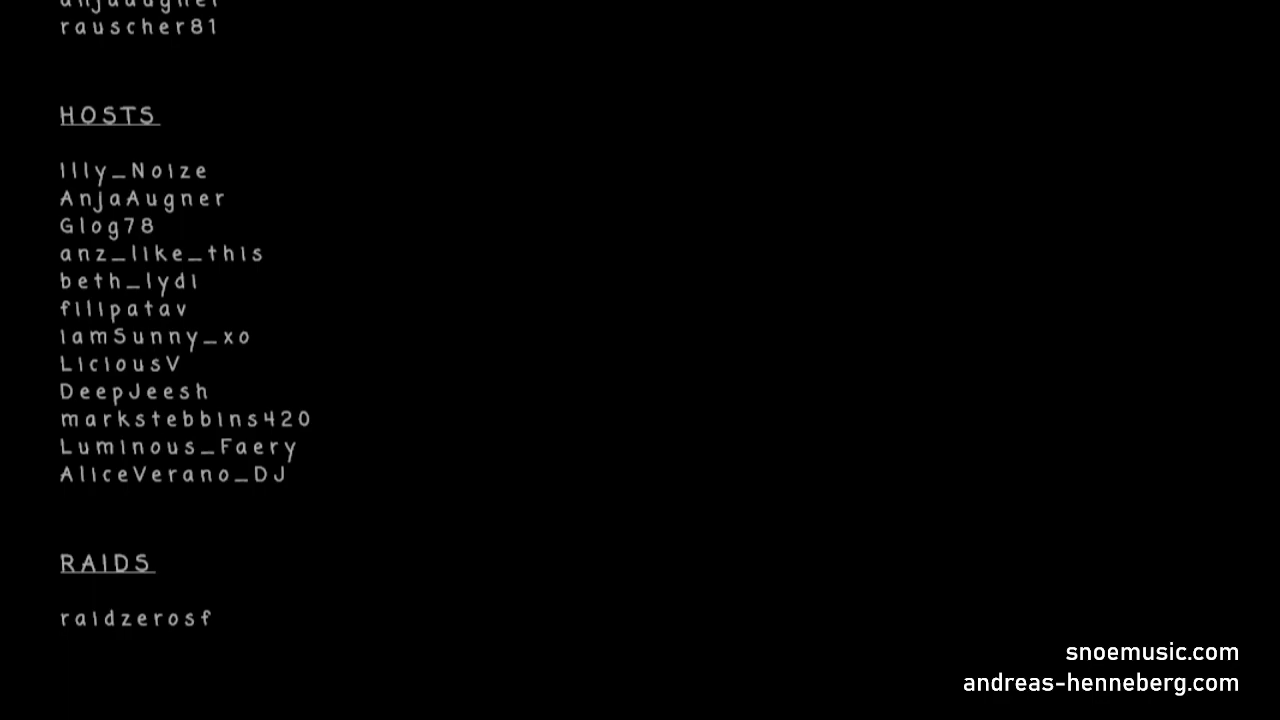 anjaaugner
rauscher81
HOSTS
Illy_Noize
AnjaAugner
Glog78
anz_like_this
beth_lydi
filipatav
IamSunny_xo
LiciousV
DeepJeesh
markstebbins420
Luminous_Faery
AliceVerano_DJ
RAIDS
raidzerosf
snoemusic.com
andreas-henneberg.com